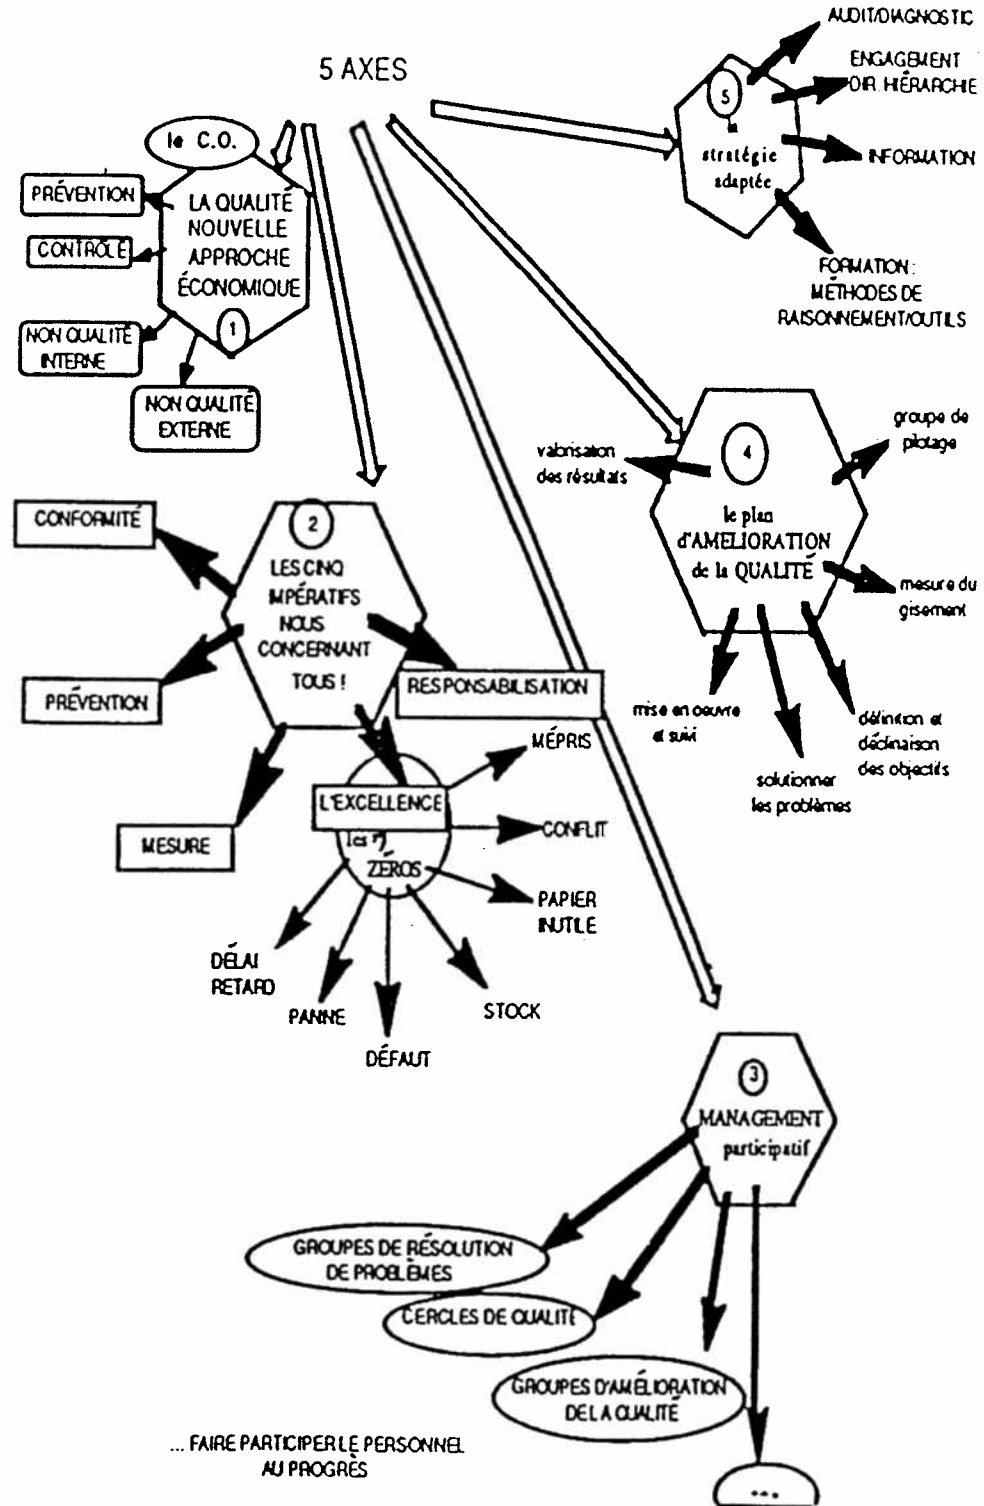 5 AXES
le C.O.
PRÉVENTION
CONTRÔLE
NON QUALITÉ
INTERNE
NON QUALITÉ
EXTERNE
LA QUALITÉ
NOUVELLE
APPROCHE
ÉCONOMIQUE
1
5
la
stratégie
adaptée
AUDIT/DIAGNOSTIC
ENGAGEMENT
DIR. HIÉRARCHIE
INFORMATION
FORMATION :
MÉTHODES DE
RAISONNEMENT/OUTILS
4
le plan
d'AMELIORATION
de la QUALITÉ
valorisation
des résultats
groupe de
pilotage
mesure du
gisement
définition et
déclinaison
des objectifs
solutionner
les problèmes
mise en oeuvre
et suivi
2
LES CINQ
IMPÉRATIFS
NOUS
CONCERNANT
TOUS !
CONFORMITÉ
PRÉVENTION
MESURE
RESPONSABILISATION
L'EXCELLENCE
les 7
ZÉROS
MÉPRIS
CONFLIT
PAPIER
INUTILE
STOCK
DÉFAUT
PANNE
DÉLAI
RETARD
3
MANAGEMENT
participatif
GROUPES DE RÉSOLUTION
DE PROBLÈMES
CERCLES DE QUALITÉ
GROUPES D'AMÉLIORATION
DE LA QUALITÉ
...
... FAIRE PARTICIPER LE PERSONNEL
AU PROGRÈS